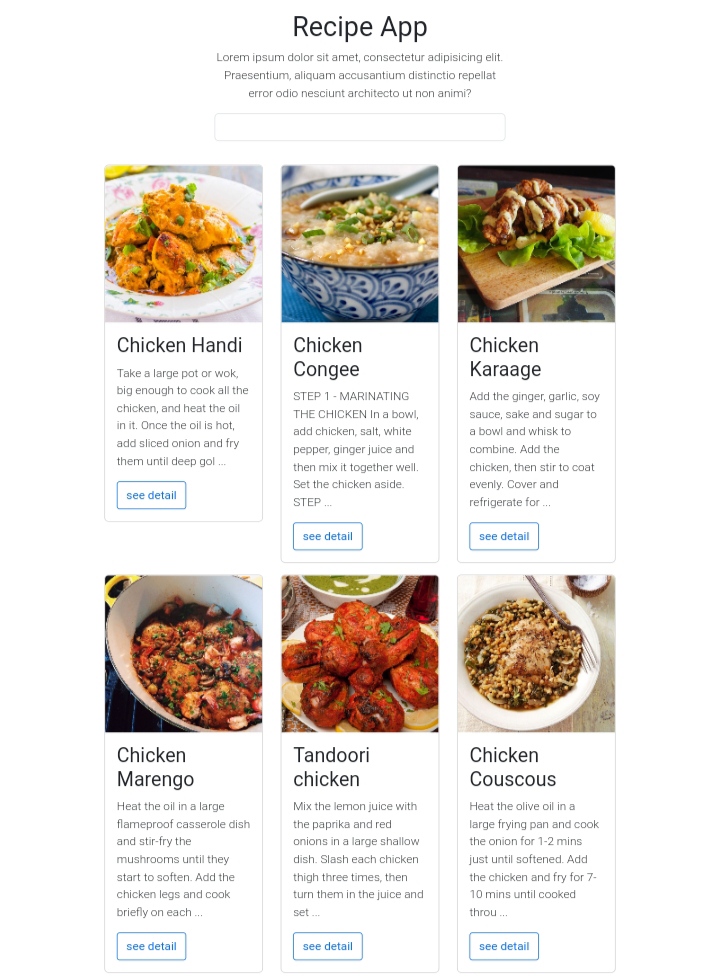 Recipe App
Lorem ipsum dolor sit amet, consectetur adipisicing elit.
Praesentium, aliquam accusantium distinctio repellat
error odio nesciunt architecto ut non animi?
Chicken Handi
Take a large pot or wok,
big enough to cook all the
chicken, and heat the oil
in it. Once the oil is hot,
add sliced onion and fry
them until deep gol ...
see detail
Chicken
Congee
STEP 1 - MARINATING
THE CHICKEN In a bowl,
add chicken, salt, white
pepper, ginger juice and
then mix it together well.
Set the chicken aside.
STEP ...
see detail
Chicken
Karaage
Add the ginger, garlic, soy
sauce, sake and sugar to
a bowl and whisk to
combine. Add the
chicken, then stir to coat
evenly. Cover and
refrigerate for ...
see detail
Chicken
Marengo
Heat the oil in a large
flameproof casserole dish
and stir-fry the
mushrooms until they
start to soften. Add the
chicken legs and cook
briefly on each ...
see detail
Tandoori
chicken
Mix the lemon juice with
the paprika and red
onions in a large shallow
dish. Slash each chicken
thigh three times, then
turn them in the juice and
set ...
see detail
Chicken
Couscous
Heat the olive oil in a
large frying pan and cook
the onion for 1-2 mins
just until softened. Add
the chicken and fry for 7-
10 mins until cooked
throu ...
see detail